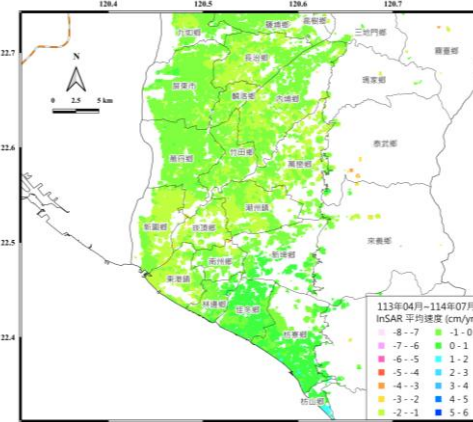 120.4 120.5 120.6 120.7
鹽埔鄉 高樹鄉
九如鄉 三地門鄉
22.7 長治鄉 霧臺鄉
N
屏東市 瑪家鄉
麟洛鄉 內埔鄉
0 2.5 5 km
22.6 竹田鄉 泰武鄉
萬丹鄉 萬巒鄉
潮州鎮
新園鄉 崁頂鄉
22.5 來義鄉
南州鄉 新埤鄉
東港鎮
林邊鄉 佳冬鄉
113年04月~114年07月
22.4 枋寮鄉 InSAR 平均速度 (cm/yr
-8 - -7 -1 - 0
-7 - -6 0 - 1
-6 - -5 1 - 2
-5 - -4 2 - 3
-4 - -3 3 - 4
-3 - -2 4 - 5
枋山鄉 -2 - -1 5 - 6